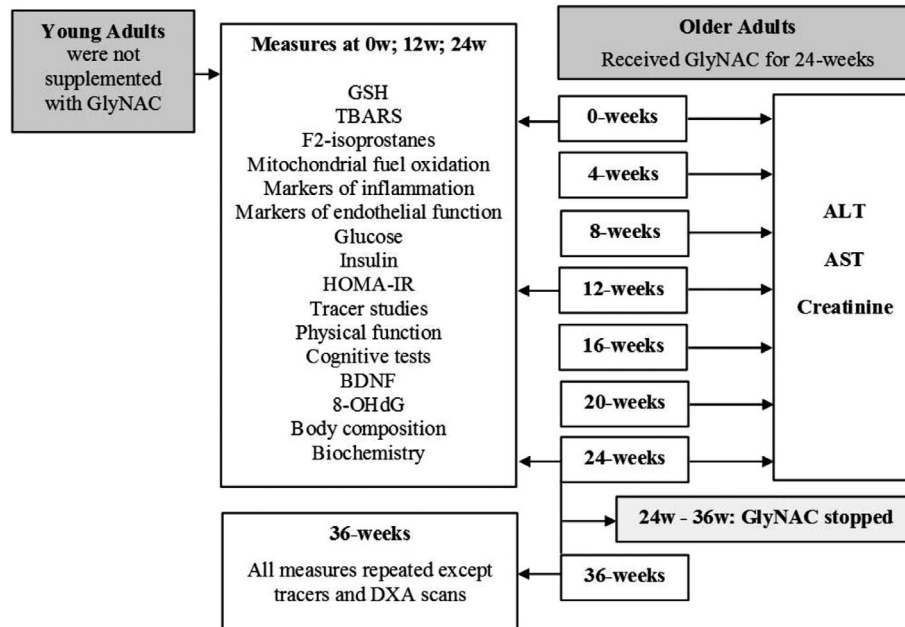 Young Adults
were not
supplemented
with GlyNAC
Measures at 0w; 12w; 24w
GSH
TBARS
F2-isoprostanes
Mitochondrial fuel oxidation
Markers of inflammation
Markers of endothelial function
Glucose
Insulin
HOMA-IR
Tracer studies
Physical function
Cognitive tests
BDNF
8-OHdG
Body composition
Biochemistry
Older Adults
Received GlyNAC for 24-weeks
0-weeks
4-weeks
8-weeks
12-weeks
16-weeks
20-weeks
24-weeks
ALT
AST
Creatinine
24w - 36w: GlyNAC stopped
36-weeks
36-weeks
All measures repeated except
tracers and DXA scans